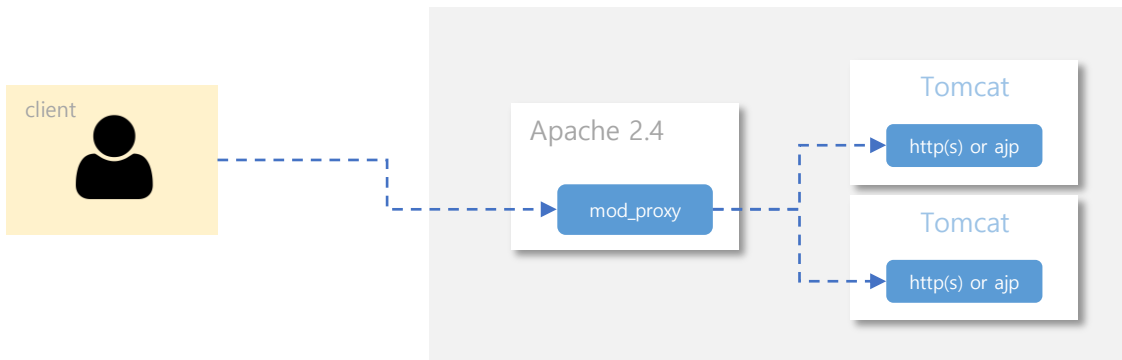 client
Apache 2.4
mod_proxy
Tomcat
http(s) or ajp
Tomcat
http(s) or ajp